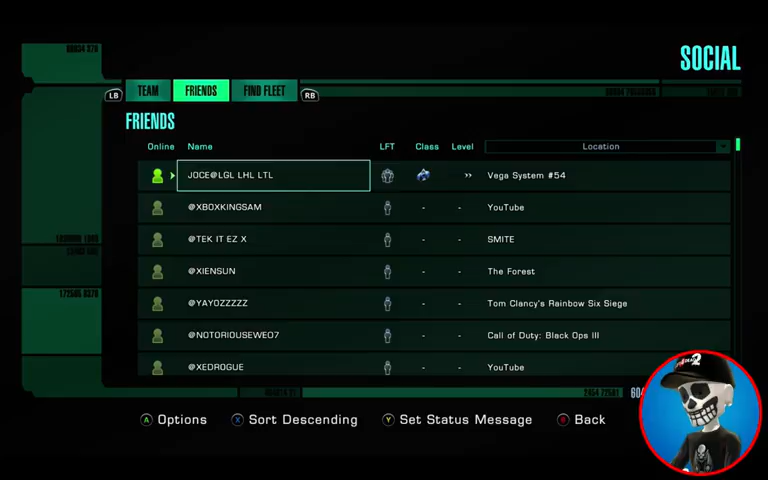 SOCIAL
LB TEAM FRIENDS FIND FLEET RB
FRIENDS
Online Name LFT Class Level Location
JOCE@LGL LHL LTL - Vega System #54
@XBOXKINGSAM - - YouTube
@TEK IT EZ X - - SMITE
@XIENSUN - - The Forest
@YAYOZZZZZ - - Tom Clancy's Rainbow Six Siege
@NOTORIOUSWEO7 - - Call of Duty: Black Ops III
@XEDROGUE - - YouTube
A Options X Sort Descending Y Set Status Message B Back